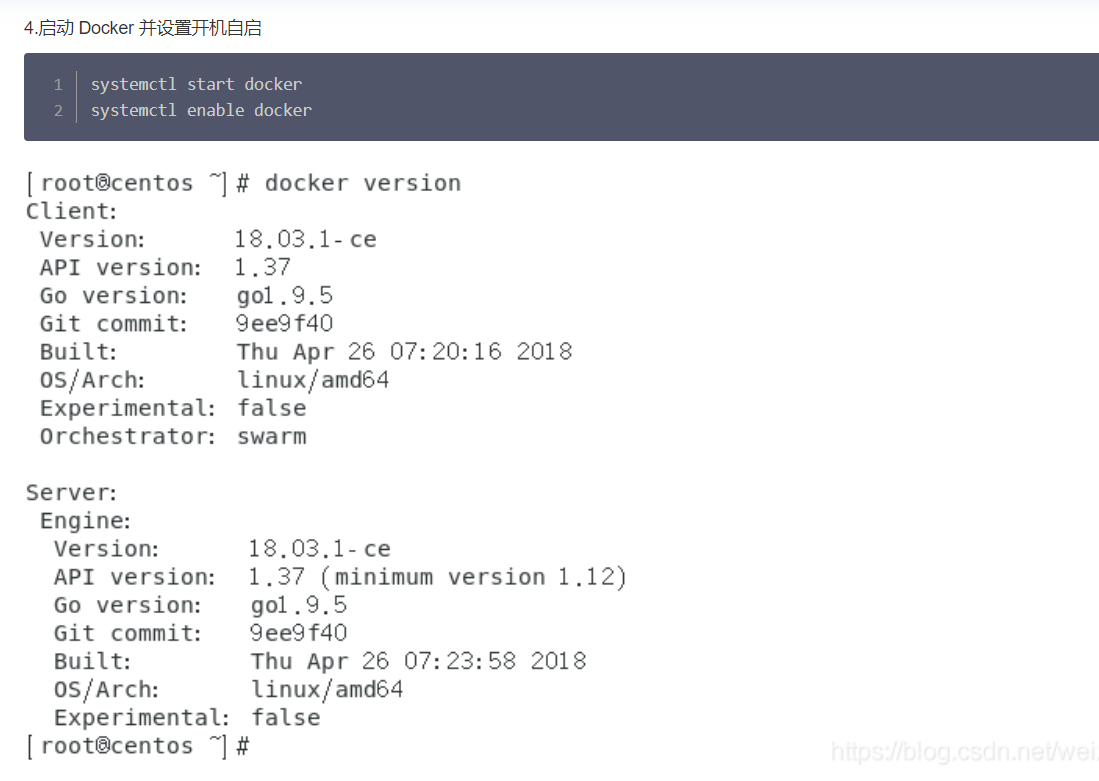 4.启动 Docker 并设置开机自启
1 systemctl start docker
2 systemctl enable docker
[root@centos ~]# docker version
Client:
Version: 18.03.1-ce
API version: 1.37
Go version: go1.9.5
Git commit: 9ee9f40
Built: Thu Apr 26 07:20:16 2018
OS/Arch: linux/amd64
Experimental: false
Orchestrator: swarm
Server:
Engine:
Version: 18.03.1-ce
API version: 1.37 (minimum version 1.12)
Go version: go1.9.5
Git commit: 9ee9f40
Built: Thu Apr 26 07:23:58 2018
OS/Arch: linux/amd64
Experimental: false
[root@centos ~]#
https://blog.csdn.net/wei